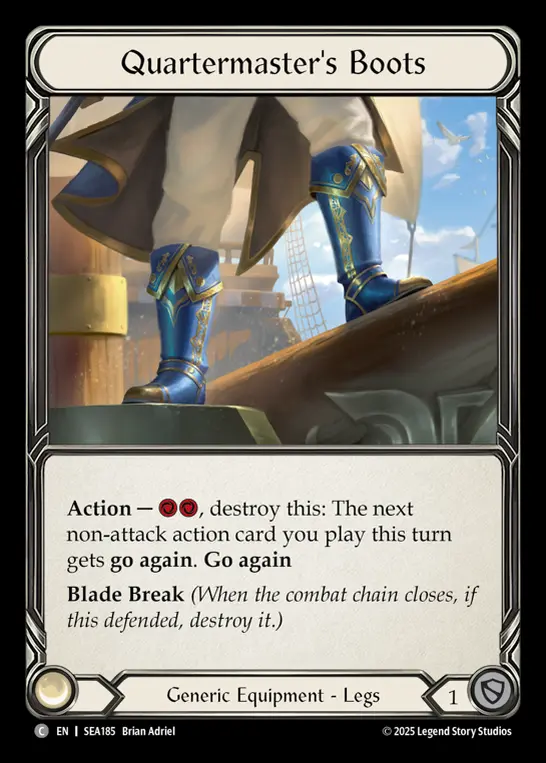 Quartermaster's Boots
Action — , destroy this: The next
non-attack action card you play this turn
gets go again. Go again
Blade Break (When the combat chain closes, if
this defended, destroy it.)
Generic Equipment - Legs
1
C EN | SEA185 Brian Adriel
© 2025 Legend Story Studios